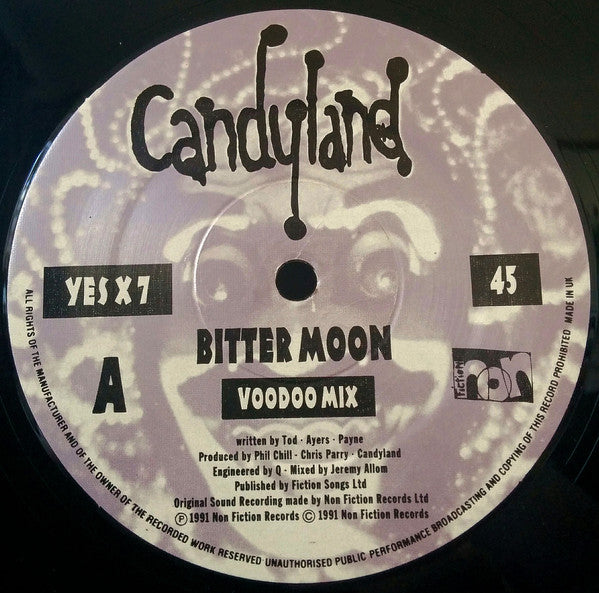 Candyland
YES X 7
45
BITTER MOON
fiction non
A
VOODOO MIX
written by Tod · Ayers · Payne
Produced by Phil Chill · Chris Parry · Candyland
Engineered by Q · Mixed by Jeremy Allom
Published by Fiction Songs Ltd
Original Sound Recording made by Non Fiction Records Ltd
Ⓟ 1991 Non Fiction Records © 1991 Non Fiction Records
ALL RIGHTS OF THE MANUFACTURER AND OF THE OWNER OF THE RECORDED WORK RESERVED UNAUTHORISED PUBLIC PERFORMANCE BROADCASTING AND COPYING OF THIS RECORD PROHIBITED MADE IN UK